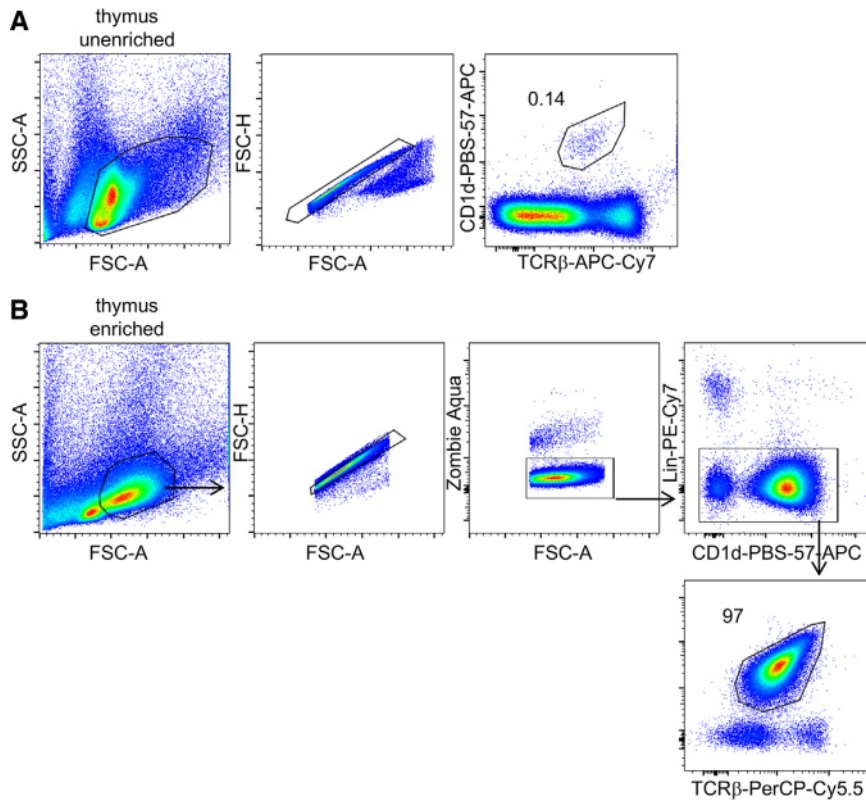 A
thymus
unenriched
SSC-A
FSC-A
FSC-H
FSC-A
CD1d-PBS-57-APC
0.14
TCRβ-APC-Cy7
B
thymus
enriched
SSC-A
FSC-A
FSC-H
FSC-A
Zombie Aqua
FSC-A
Lin-PE-Cy7
CD1d-PBS-57-APC
97
TCRβ-PerCP-Cy5.5